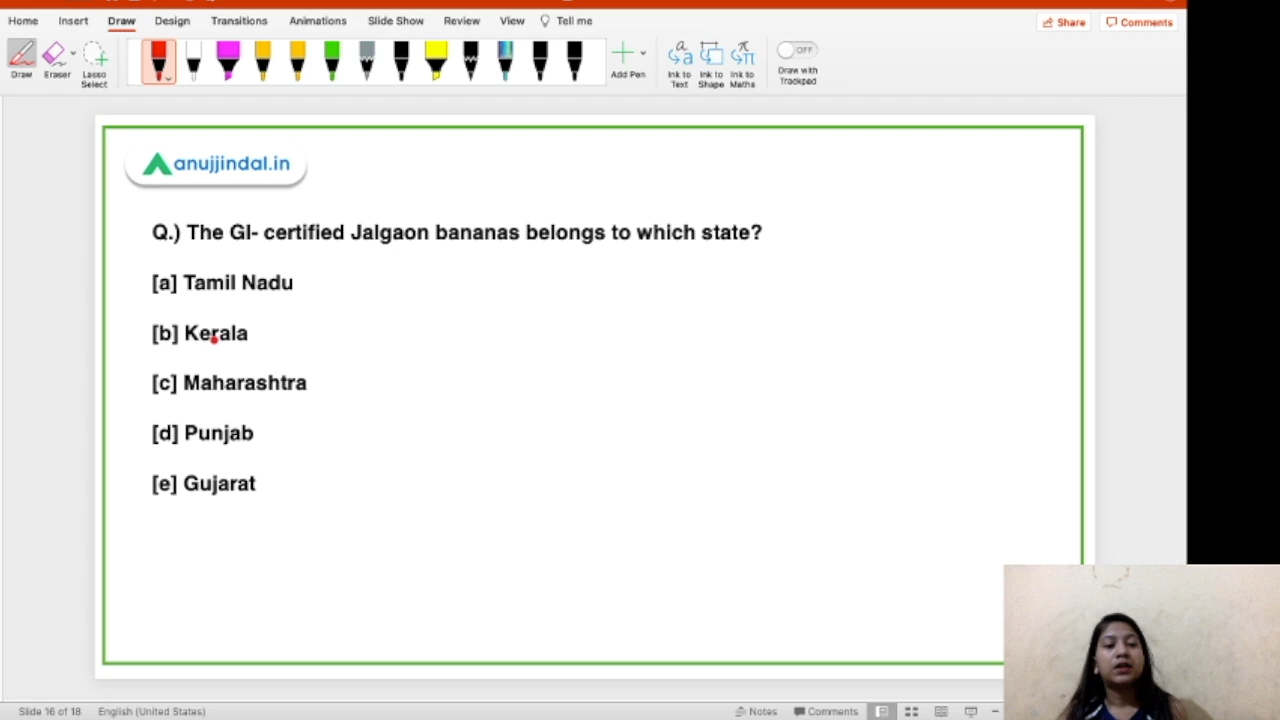 Home Insert Draw Design Transitions Animations Slide Show Review View Tell me Share Comments
Draw Eraser Lasso Select Add Pen Ink to Text Ink to Shape Ink to Maths OFF Draw with Trackpad
anujjindal.in
Q.) The GI- certified Jalgaon bananas belongs to which state?
[a] Tamil Nadu
[b] Kerala
[c] Maharashtra
[d] Punjab
[e] Gujarat
Slide 16 of 18 English (United States) Notes Comments